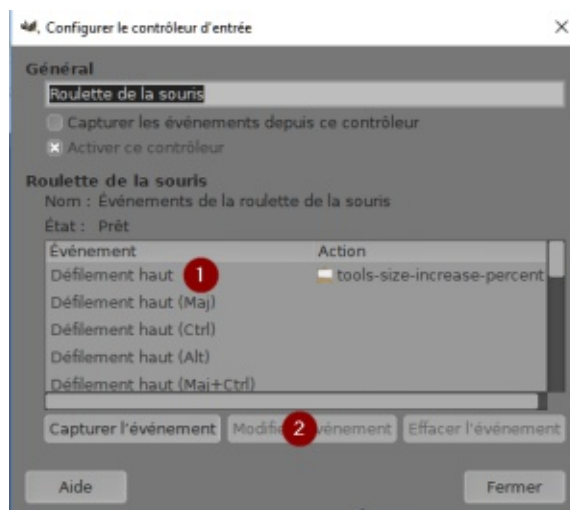 Configurer le contrôleur d'entrée
Général
Roulette de la souris
Capturer les événements depuis ce contrôleur
Activer ce contrôleur
Roulette de la souris
Nom : Événements de la roulette de la souris
État : Prêt
Événement Action
Défilement haut 1 tools-size-increase-percent
Défilement haut (Maj)
Défilement haut (Ctrl)
Défilement haut (Alt)
Défilement haut (Maj+Ctrl)
Capturer l'événement Modifie 2 vénement Effacer l'événement
Aide Fermer